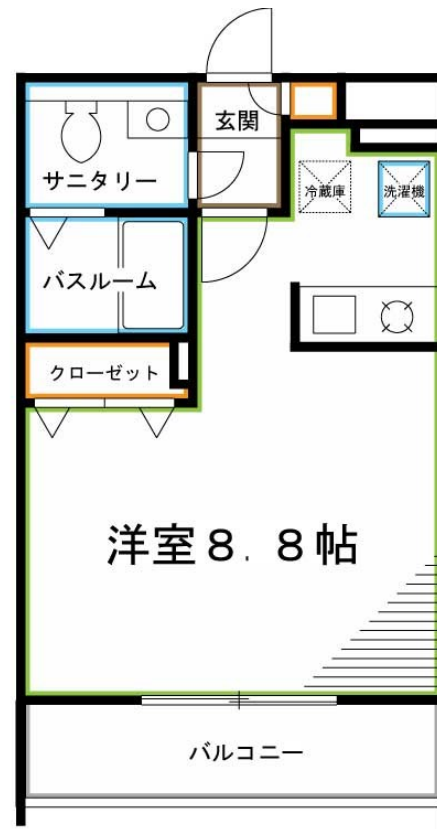 玄関
サニタリー
冷蔵庫
洗濯機
バスルーム
クローゼット
洋室8.8帖
バルコニー